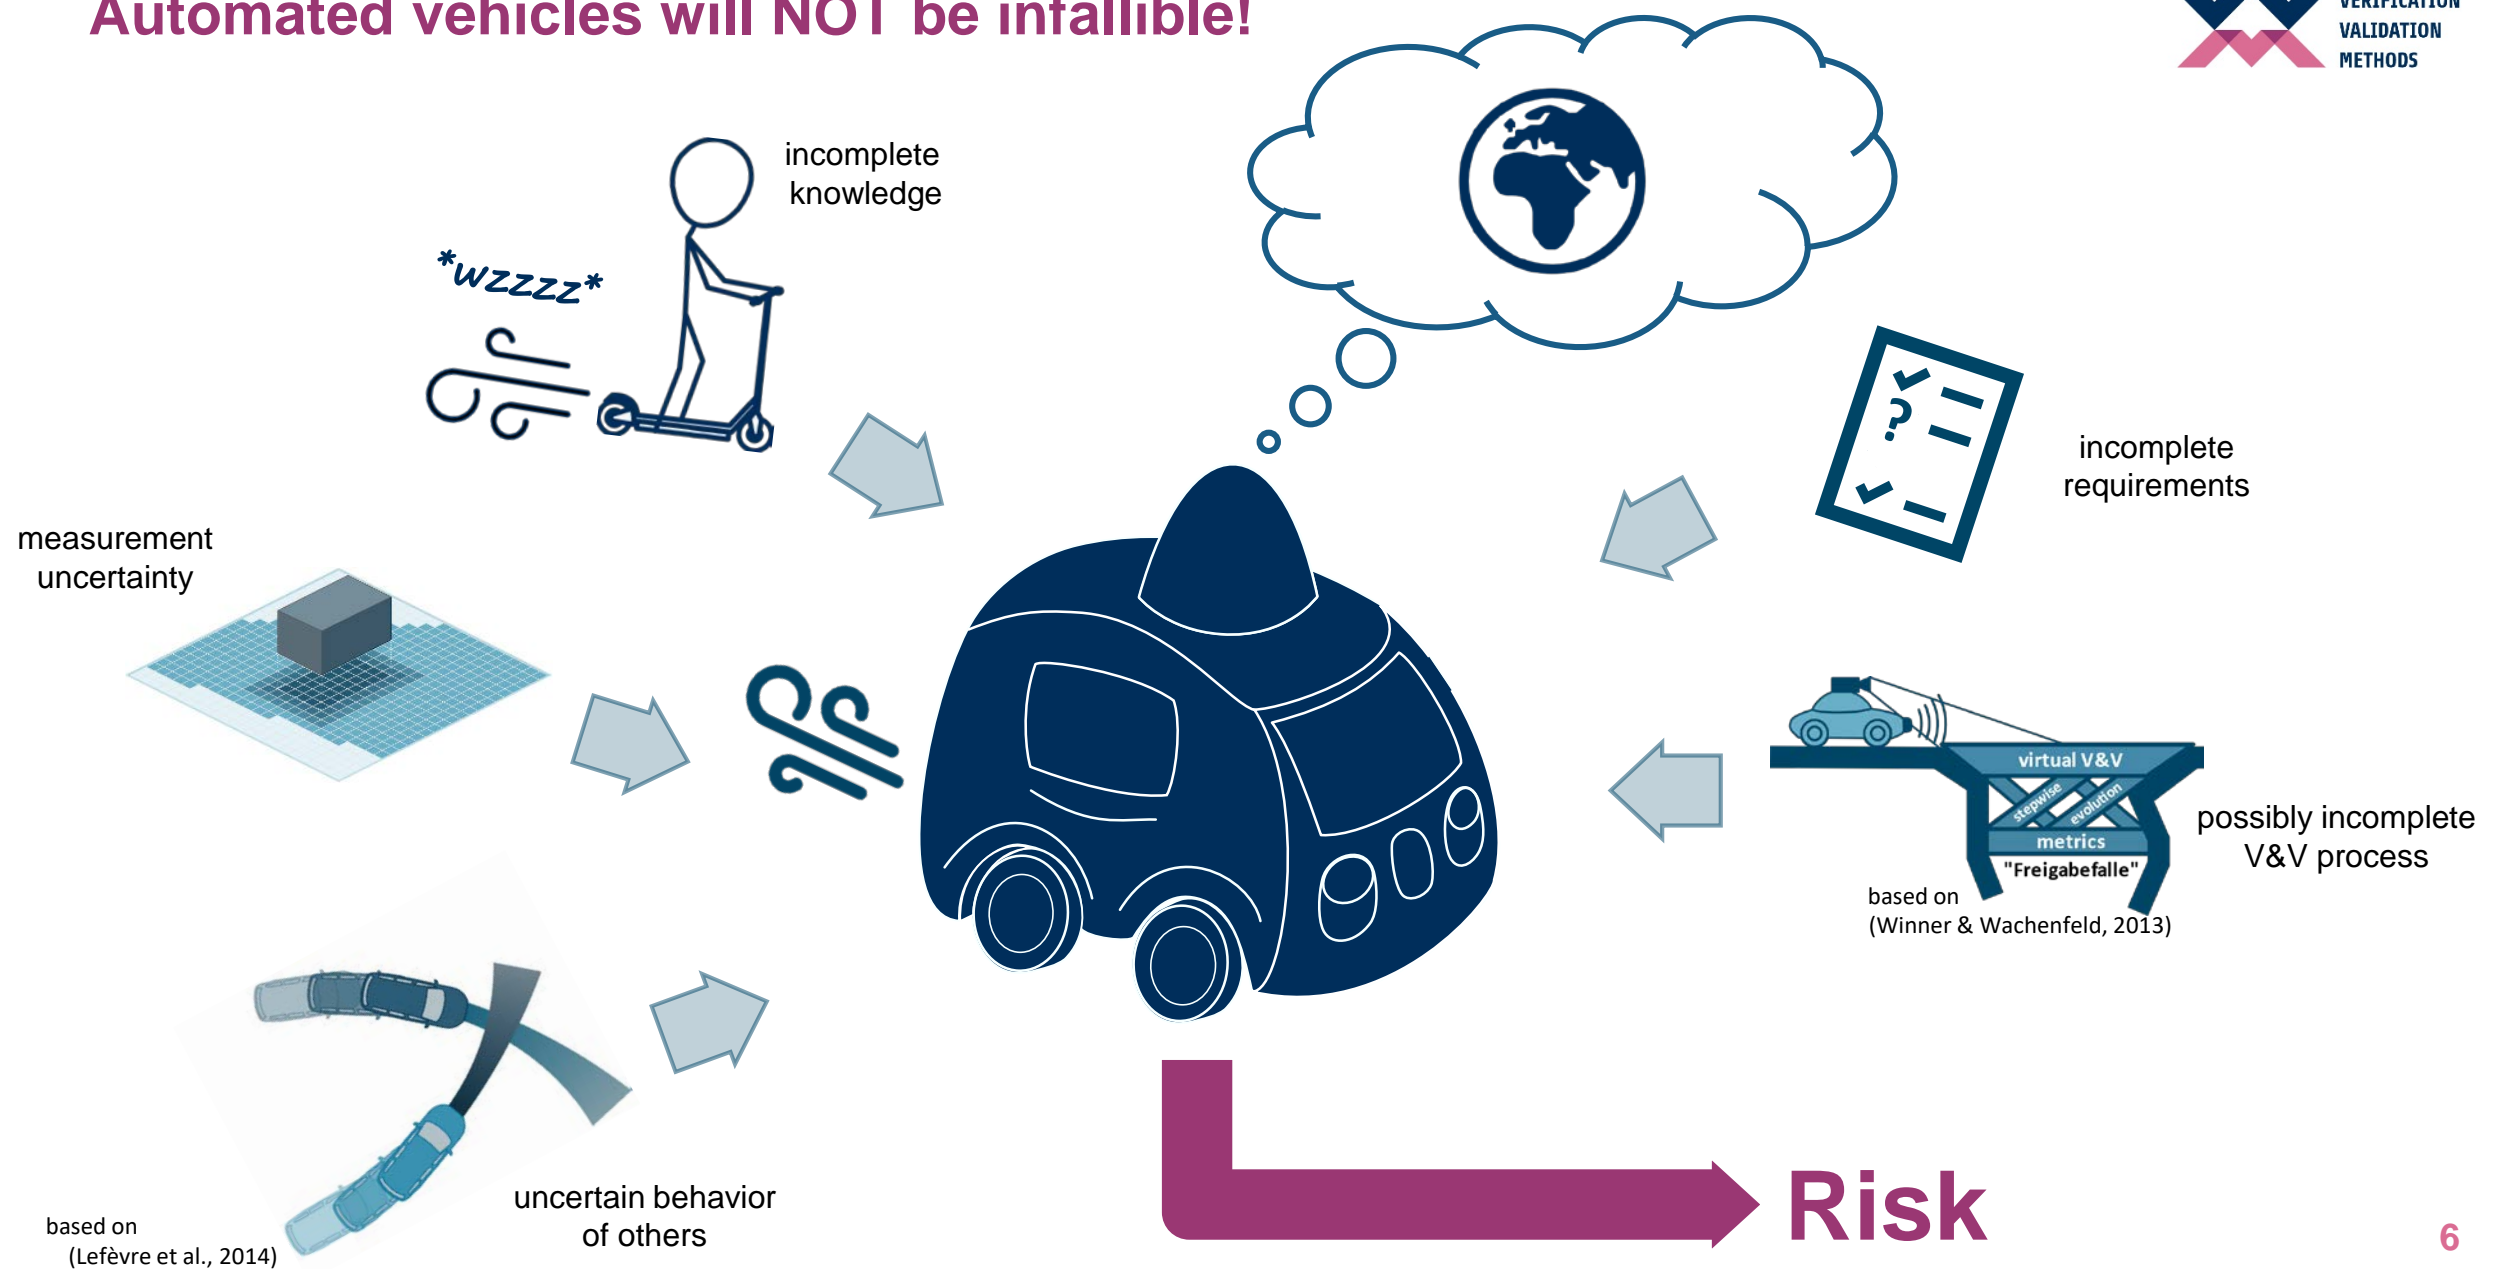 Automated vehicles will NOT be infallible!
VERIFICATION
VALIDATION
METHODS
incomplete
knowledge
*wzzzz*
?
incomplete
requirements
measurement
uncertainty
virtual V&V
stepwise
evolution
metrics
"Freigabefalle"
possibly incomplete
V&V process
based on
(Winner & Wachenfeld, 2013)
uncertain behavior
of others
based on
(Lefèvre et al., 2014)
Risk
6